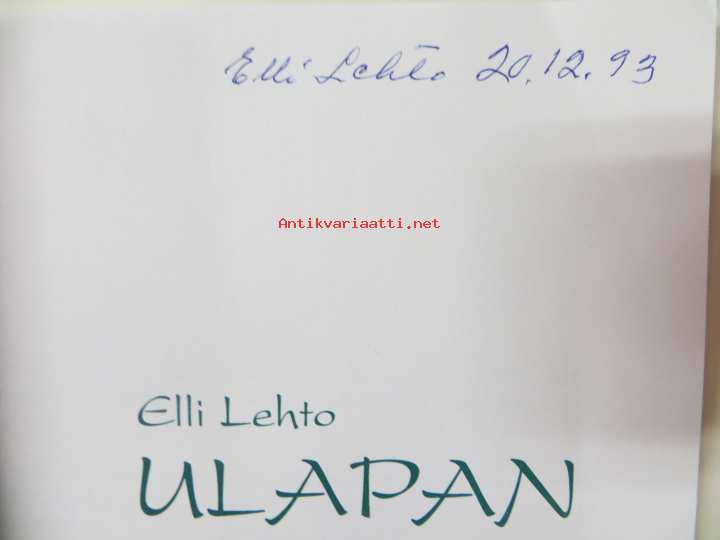 Elli Lehto 20.12.93
Antikvariaatti.net
Elli Lehto
ULAPAN